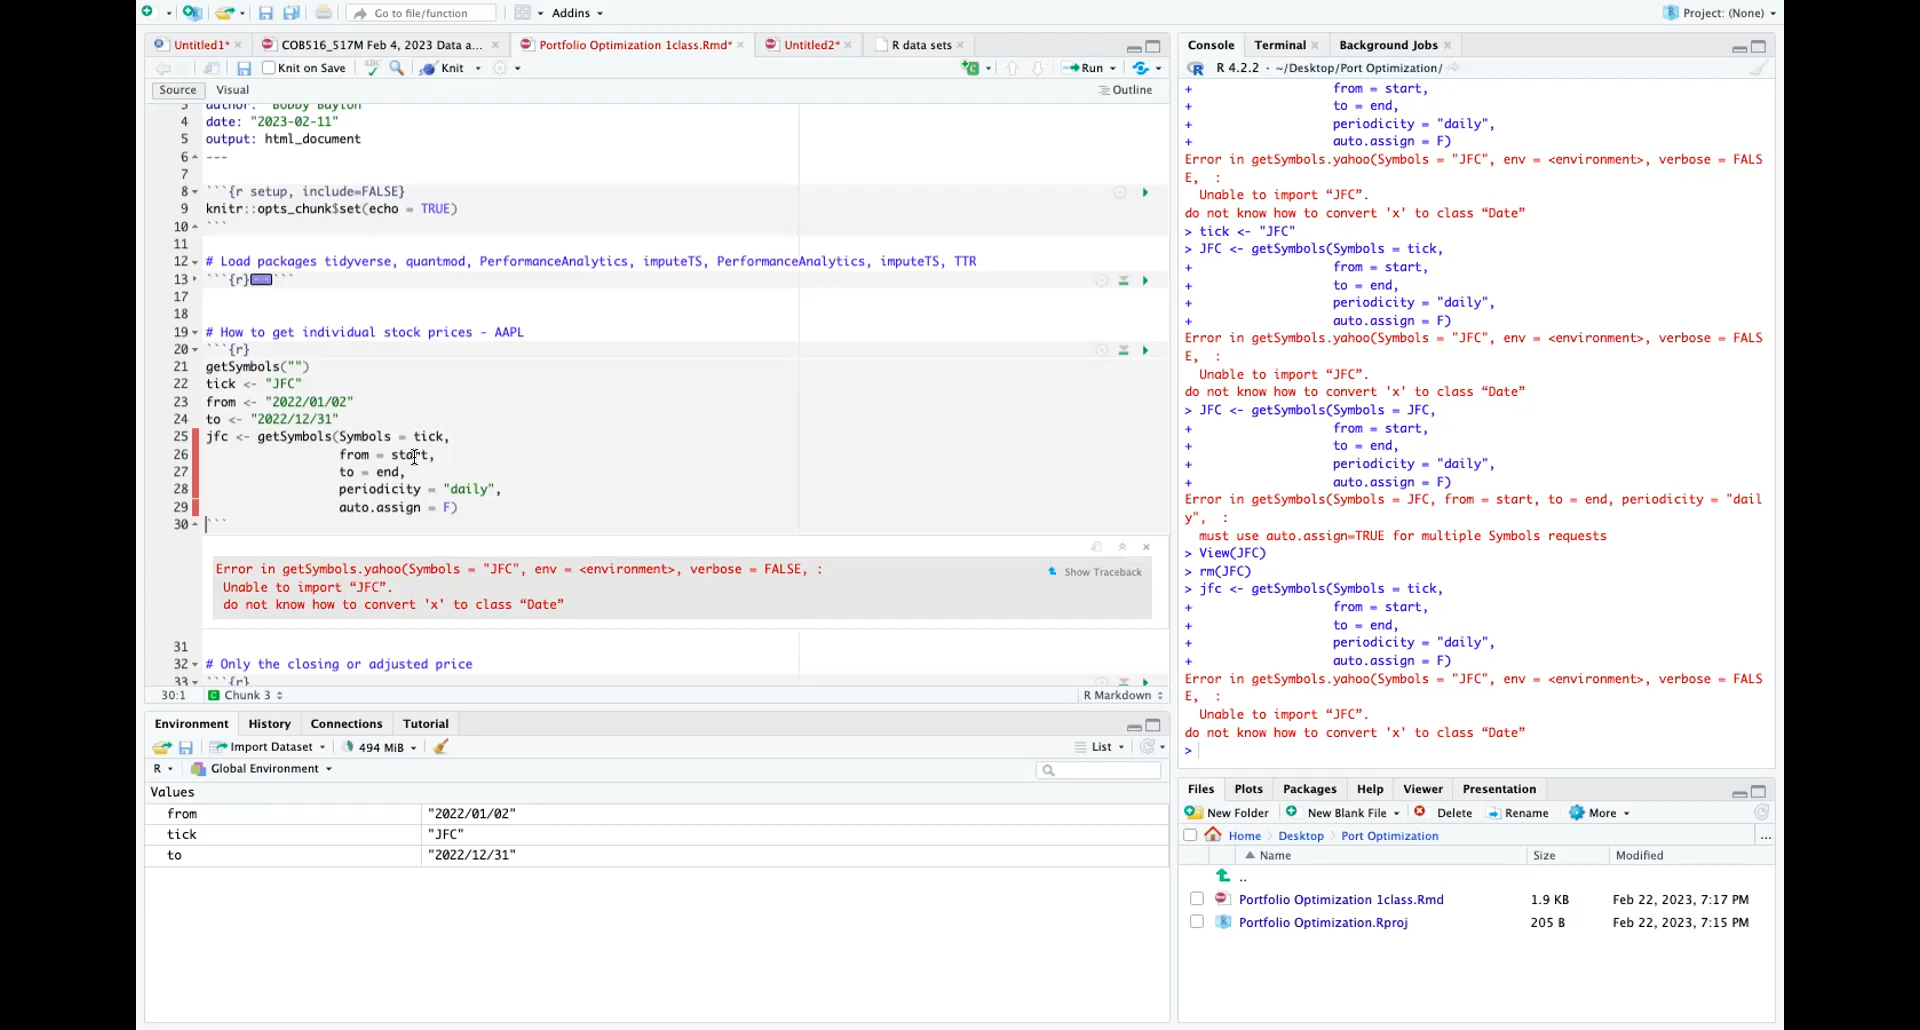 Go to file/function
Addins
Project: (None)
Untitled1*
COB516_517M Feb 4, 2023 Data a...
Portfolio Optimization 1class.Rmd*
Untitled2*
R data sets
Knit on Save
ABC
Knit
Run
Source
Visual
Outline
3 author: "Bobby Baylon"
4 date: "2023-02-11"
5 output: html_document
6 ---
7
8 ```{r setup, include=FALSE}
9 knitr::opts_chunk$set(echo = TRUE)
10 ```
11
12 # Load packages tidyverse, quantmod, PerformanceAnalytics, imputeTS, PerformanceAnalytics, imputeTS, TTR
13 ```{r} ```
17
18
19 # How to get individual stock prices - AAPL
20 ```{r}
21 getSymbols("")
22 tick <- "JFC"
23 from <- "2022/01/02"
24 to <- "2022/12/31"
25 jfc <- getSymbols(Symbols = tick,
26 from = start,
27 to = end,
28 periodicity = "daily",
29 auto.assign = F)
30 ```
Error in getSymbols.yahoo(Symbols = "JFC", env = <environment>, verbose = FALSE, :
Show Traceback
Unable to import “JFC”.
do not know how to convert 'x' to class “Date”
31
32 # Only the closing or adjusted price
33 ```{r}
30:1 Chunk 3
R Markdown
Environment
History
Connections
Tutorial
Import Dataset
494 MiB
List
R
Global Environment
Values
from "2022/01/02"
tick "JFC"
to "2022/12/31"
Console
Terminal
Background Jobs
R 4.2.2 · ~/Desktop/Port Optimization/
+ from = start,
+ to = end,
+ periodicity = "daily",
+ auto.assign = F)
Error in getSymbols.yahoo(Symbols = "JFC", env = <environment>, verbose = FALS
E, :
Unable to import “JFC”.
do not know how to convert 'x' to class “Date”
> tick <- "JFC"
> JFC <- getSymbols(Symbols = tick,
+ from = start,
+ to = end,
+ periodicity = "daily",
+ auto.assign = F)
Error in getSymbols.yahoo(Symbols = "JFC", env = <environment>, verbose = FALS
E, :
Unable to import “JFC”.
do not know how to convert 'x' to class “Date”
> JFC <- getSymbols(Symbols = JFC,
+ from = start,
+ to = end,
+ periodicity = "daily",
+ auto.assign = F)
Error in getSymbols(Symbols = JFC, from = start, to = end, periodicity = "dail
y", :
must use auto.assign=TRUE for multiple Symbols requests
> View(JFC)
> rm(JFC)
> jfc <- getSymbols(Symbols = tick,
+ from = start,
+ to = end,
+ periodicity = "daily",
+ auto.assign = F)
Error in getSymbols.yahoo(Symbols = "JFC", env = <environment>, verbose = FALS
E, :
Unable to import “JFC”.
do not know how to convert 'x' to class “Date”
>
Files
Plots
Packages
Help
Viewer
Presentation
New Folder
New Blank File
Delete
Rename
More
Home
Desktop
Port Optimization
...
Name
Size
Modified
..
Portfolio Optimization 1class.Rmd 1.9 KB Feb 22, 2023, 7:17 PM
Portfolio Optimization.Rproj 205 B Feb 22, 2023, 7:15 PM